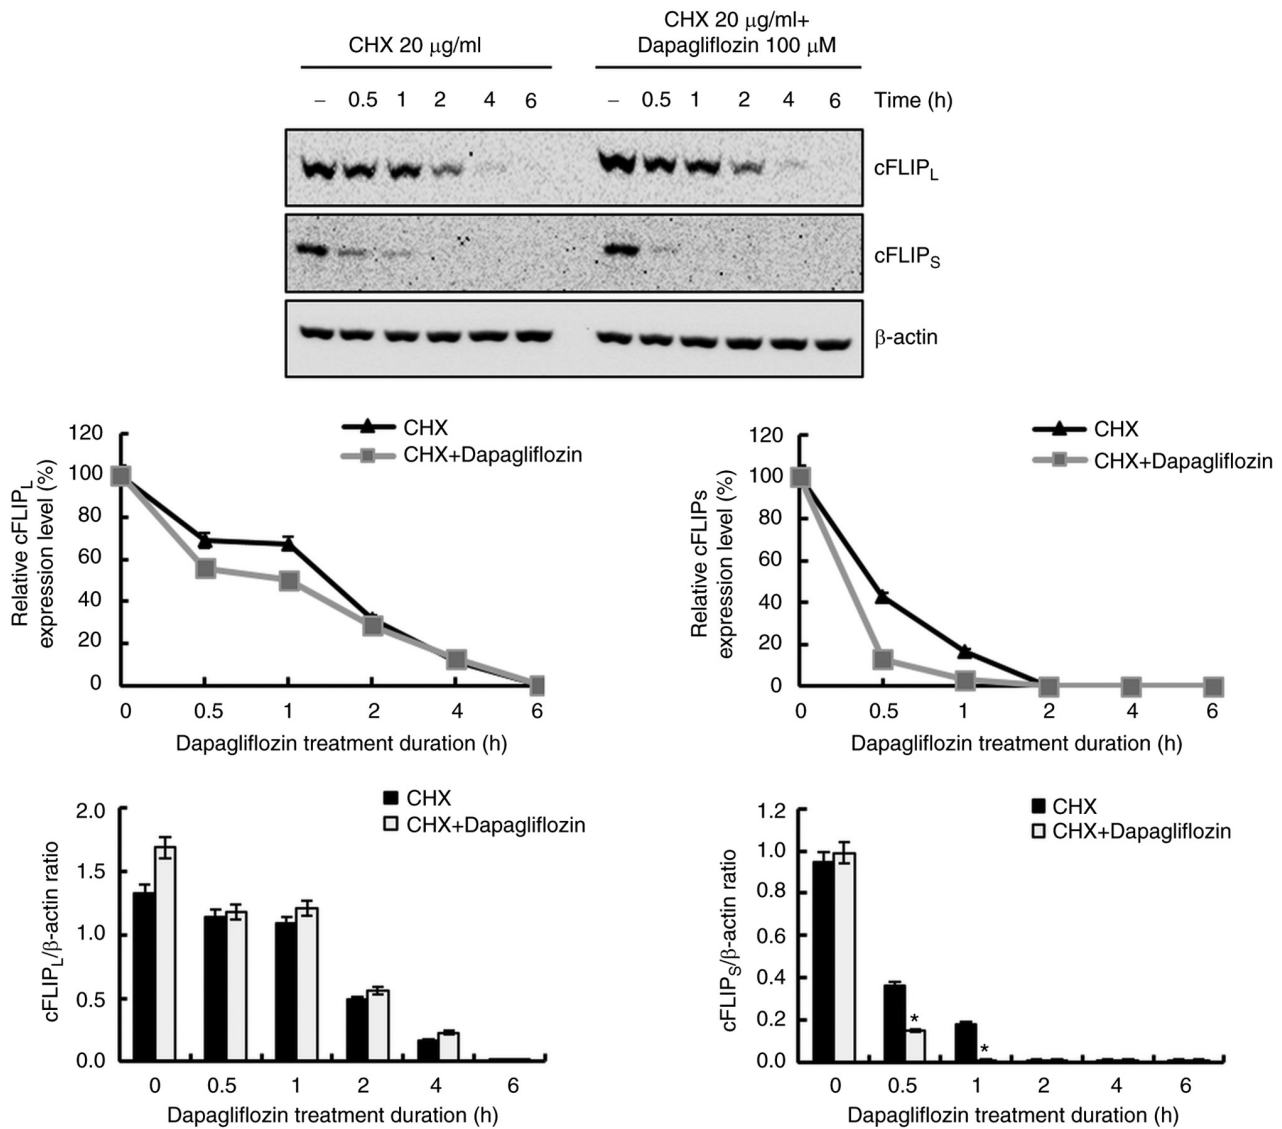 CHX 20 μg/ml
CHX 20 μg/ml+
Dapagliflozin 100 μM
– 0.5 1 2 4 6 – 0.5 1 2 4 6 Time (h)
cFLIPL
cFLIPS
β-actin
Relative cFLIPL
expression level (%)
120
100
80
60
40
20
0
CHX
CHX+Dapagliflozin
0 0.5 1 2 4 6
Dapagliflozin treatment duration (h)
Relative cFLIPs
expression level (%)
120
100
80
60
40
20
0
CHX
CHX+Dapagliflozin
0 0.5 1 2 4 6
Dapagliflozin treatment duration (h)
cFLIPL/β-actin ratio
2.0
1.5
1.0
0.5
0.0
CHX
CHX+Dapagliflozin
0 0.5 1 2 4 6
Dapagliflozin treatment duration (h)
cFLIPS/β-actin ratio
1.2
1.0
0.8
0.6
0.4
0.2
0.0
CHX
CHX+Dapagliflozin
*
*
0 0.5 1 2 4 6
Dapagliflozin treatment duration (h)